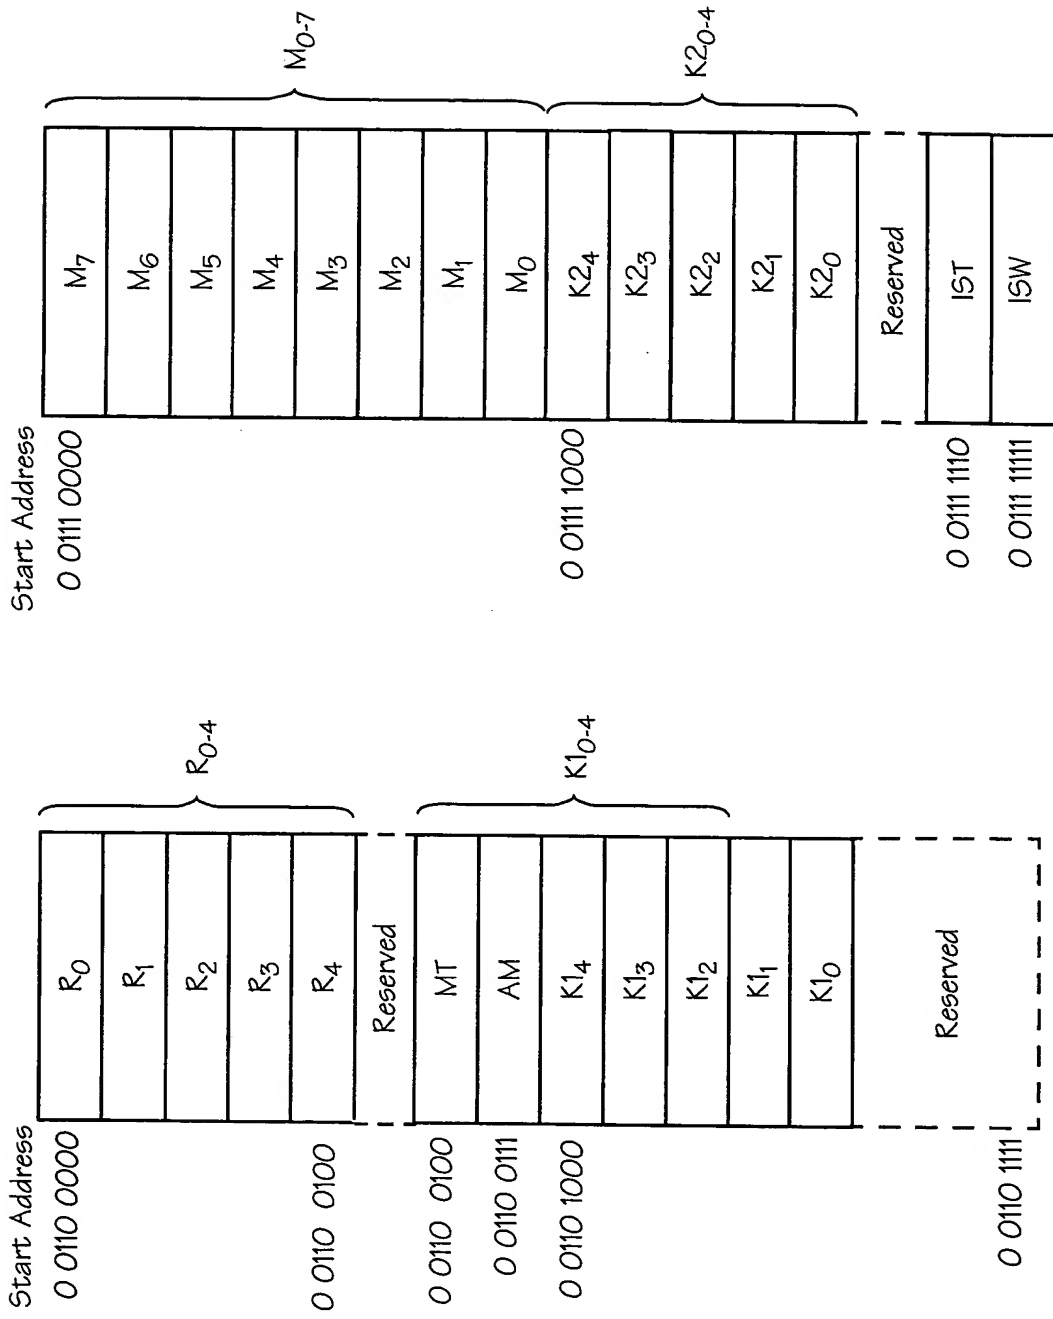 Start Address
0 0110 0000
R0
R1
R2
R3
0 0110 0100
R4
R0-4
Reserved
0 0110 0100
MT
0 0110 0111
AM
0 0110 1000
K14
K13
K12
K11
K10
K10-4
Reserved
0 0110 1111
Start Address
0 0111 0000
M7
M6
M5
M4
M3
M2
M1
M0
M0-7
0 0111 1000
K24
K23
K22
K21
K20
K20-4
Reserved
0 0111 1110
IST
0 0111 11111
ISW